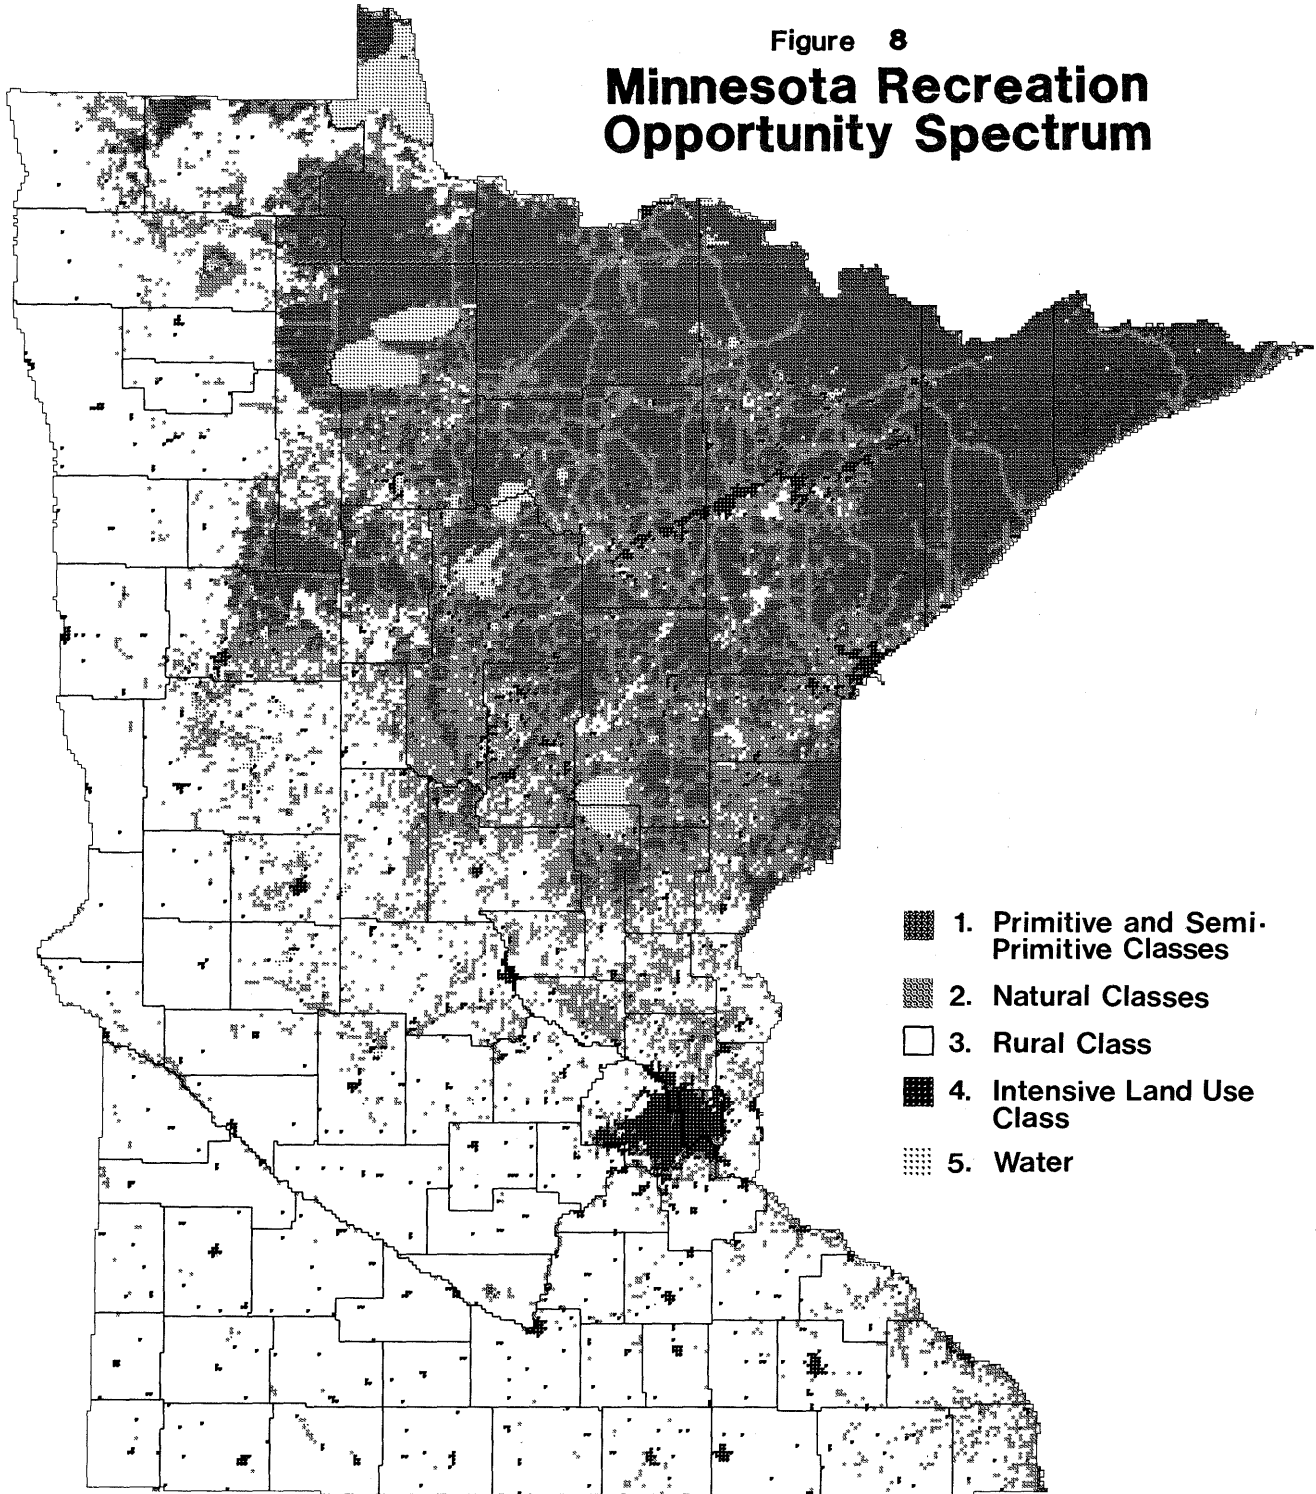 Figure 8
Minnesota Recreation
Opportunity Spectrum
1. Primitive and Semi-
Primitive Classes
2. Natural Classes
3. Rural Class
4. Intensive Land Use
Class
5. Water